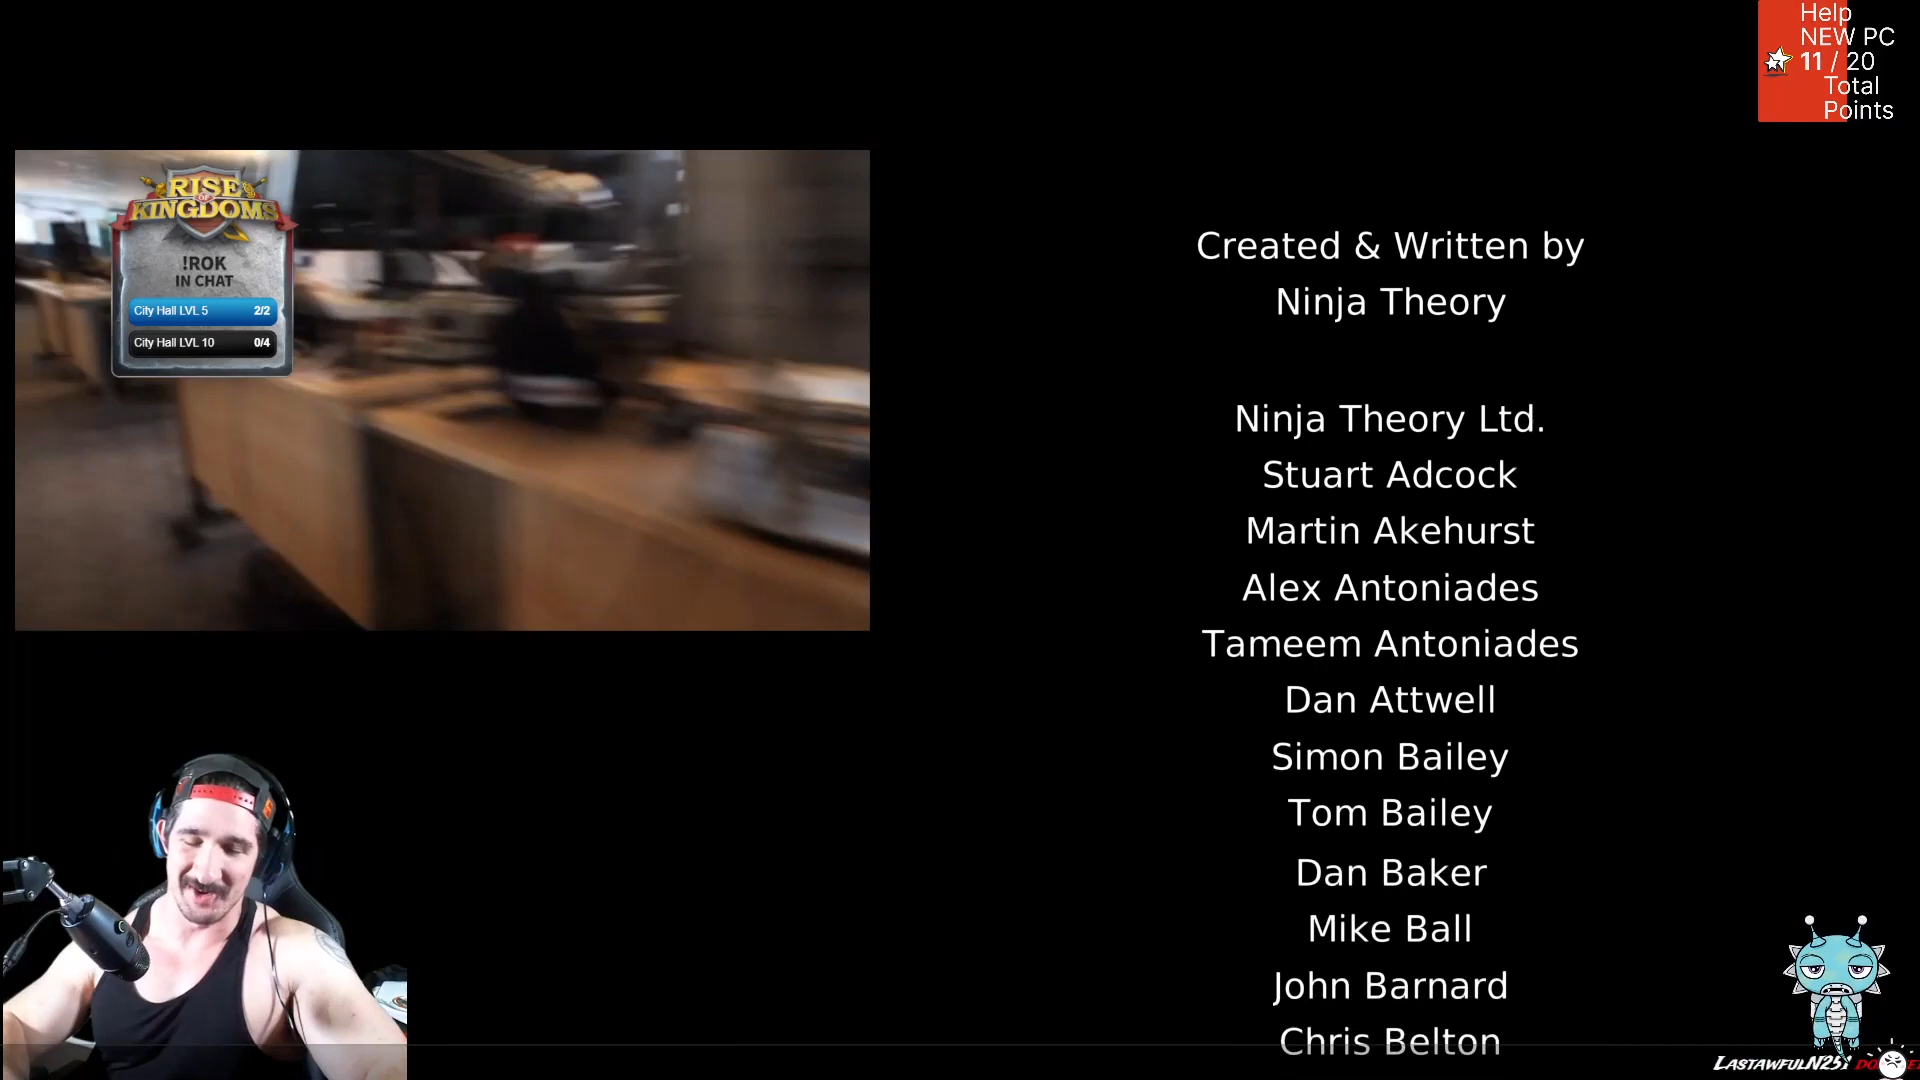 Help
NEW PC
11 / 20
Total
Points
RISE
OF
KINGDOMS
!ROK
IN CHAT
City Hall LVL 5 2/2
City Hall LVL 10 0/4
Created & Written by
Ninja Theory
Ninja Theory Ltd.
Stuart Adcock
Martin Akehurst
Alex Antoniades
Tameem Antoniades
Dan Attwell
Simon Bailey
Tom Bailey
Dan Baker
Mike Ball
John Barnard
Chris Belton
LASTAWFULN251